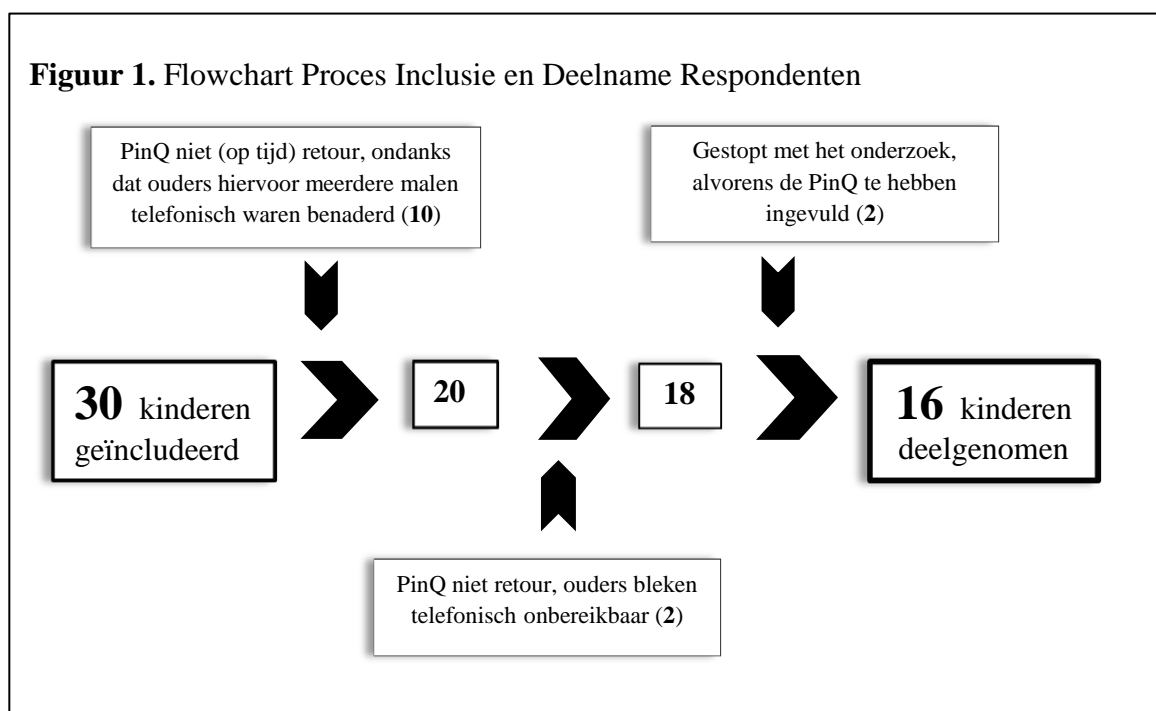 Figuur 1. Flowchart Proces Inclusie en Deelname Respondenten
PinQ niet (op tijd) retour, ondanks
dat ouders hiervoor meerdere malen
telefonisch waren benaderd (10)
Gestopt met het onderzoek,
alvorens de PinQ te hebben
ingevuld (2)
30 kinderen
geïncludeerd
20
18
16 kinderen
deelgenomen
PinQ niet retour, ouders bleken
telefonisch onbereikbaar (2)